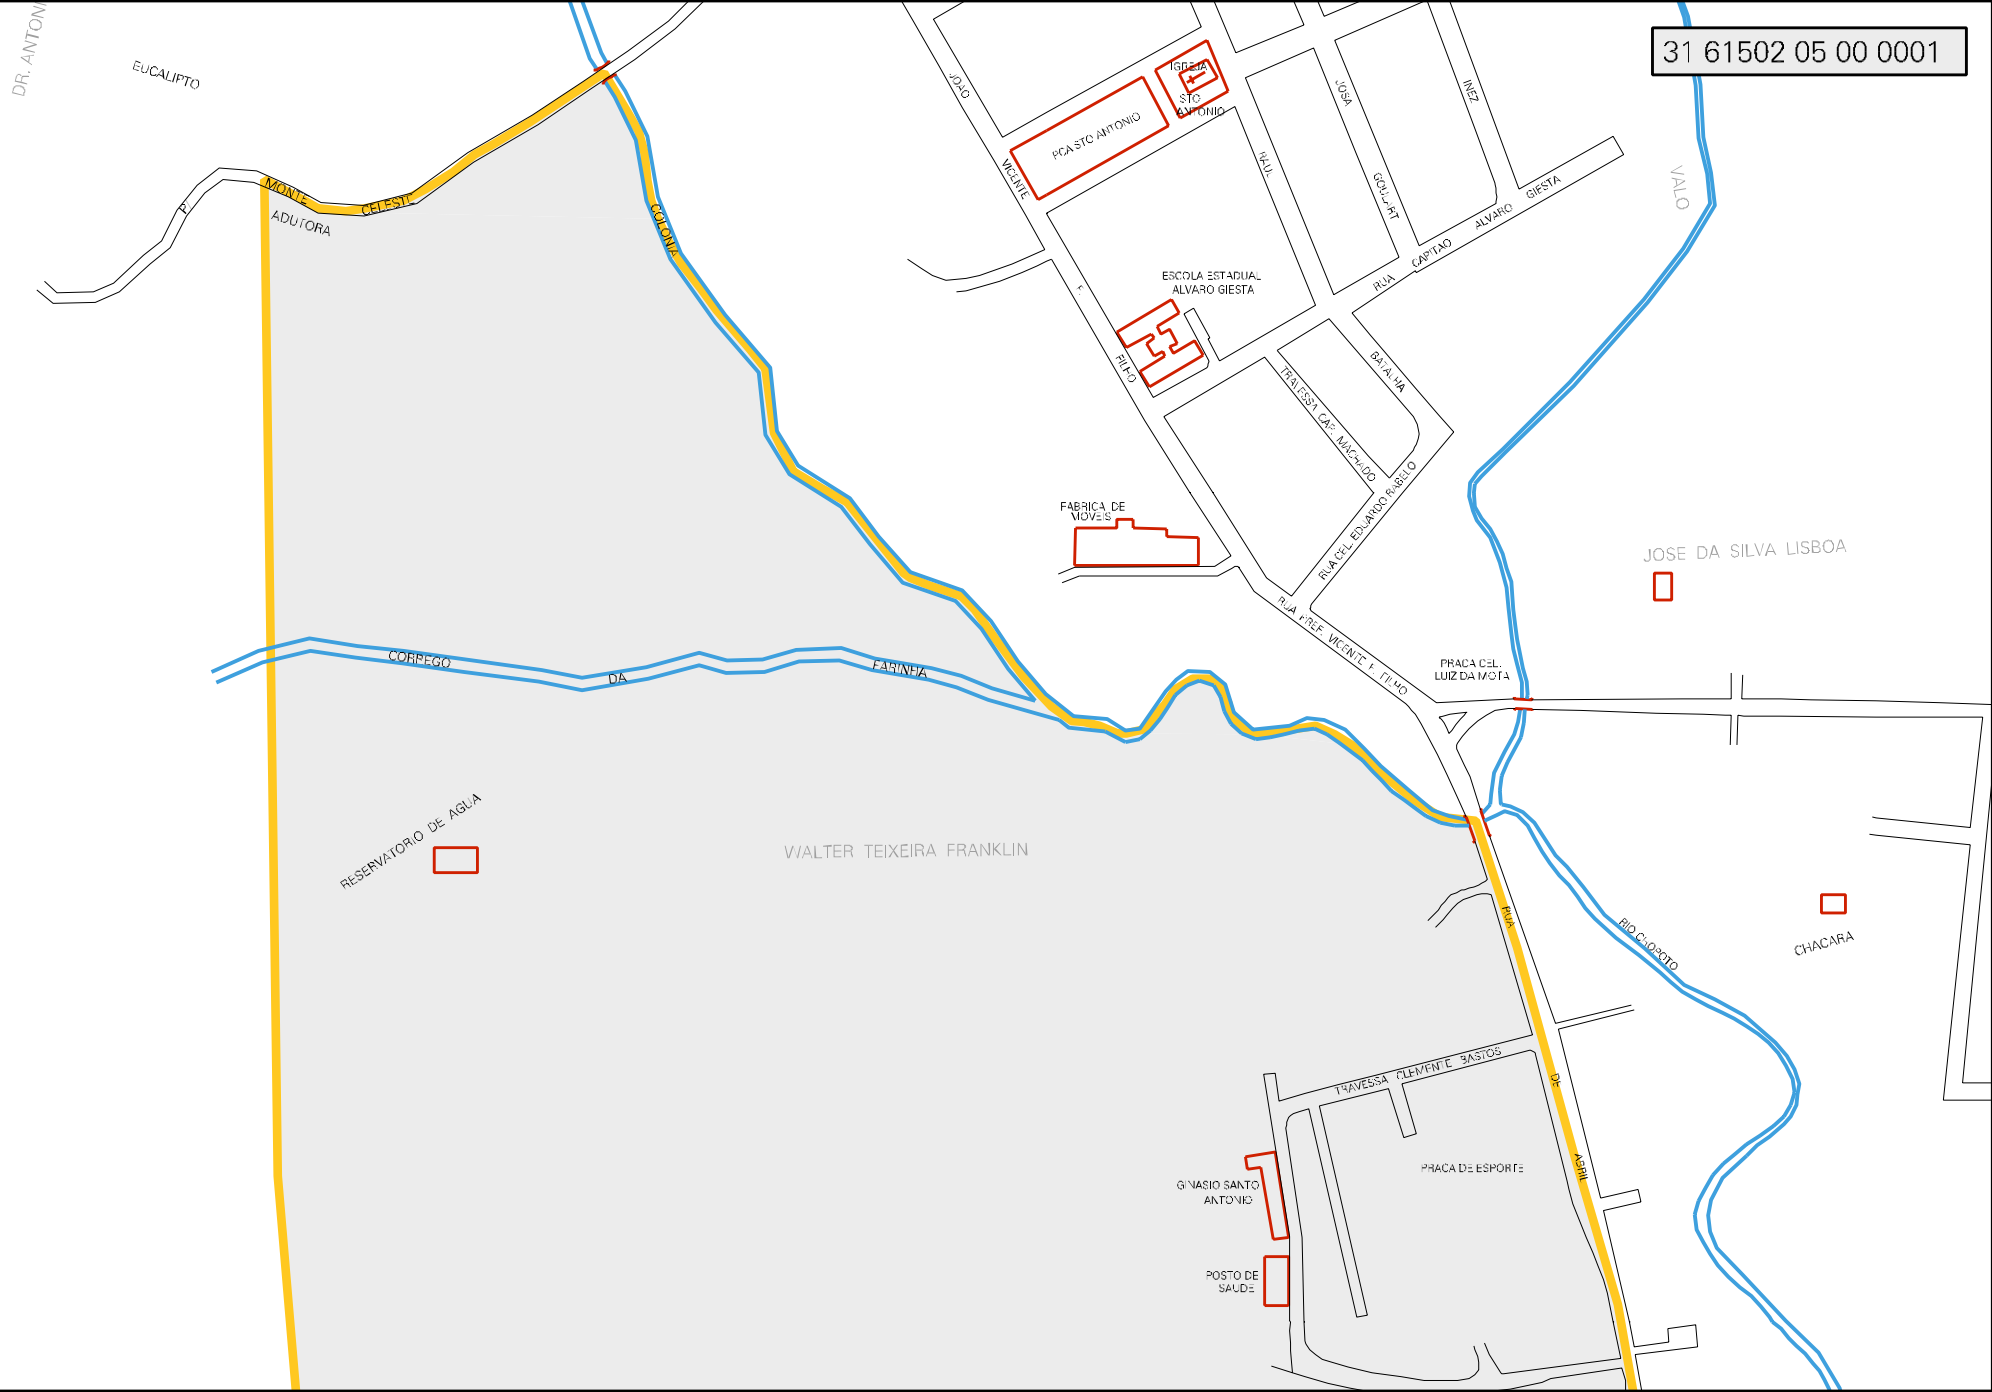 DR. ANTONI
EUCALIPTO
31 61502 05 00 0001
IGREJA
STO
ANTONIO
PCA STO ANTONIO
JOAO
VICENTE
F.
FILHO
RAUL
JOSA
GOULART
INEZ
VALO
RUA CAPITAO ALVARO GIESTA
P/
MONTE
CELESTE
ADUTORA
COLONIA
ESCOLA ESTADUAL
ALVARO GIESTA
BATALHA
TRAVESSA CAP. MACHADO
RUA CEL. EDUARDO RABELO
FABRICA DE
MOVEIS
JOSE DA SILVA LISBOA
RUA PREF. VICENTE F. FILHO
PRACA CEL.
LUIZ DA MOTA
CORREGO DA FARINHA
RESERVATORIO DE AGUA
WALTER TEIXEIRA FRANKLIN
RUA
DE
ABRIL
RIO CHOPOTO
CHACARA
TRAVESSA CLEMENTE BASTOS
PRACA DE ESPORTE
GINASIO SANTO
ANTONIO
POSTO DE
SAUDE